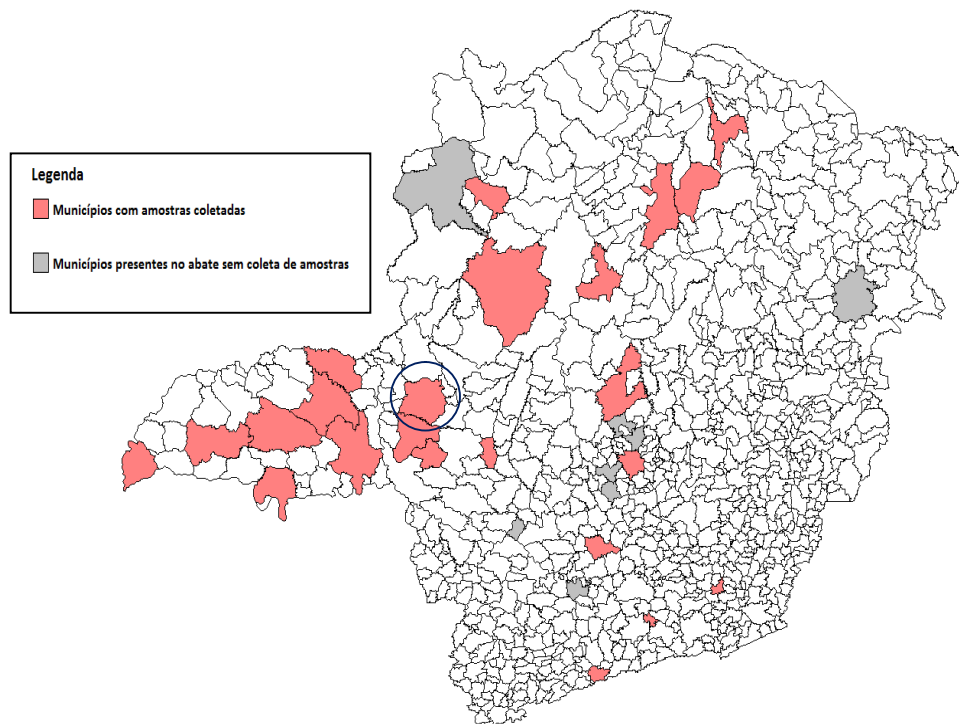 Legenda
Municípios com amostras coletadas
Municípios presentes no abate sem coleta de amostras